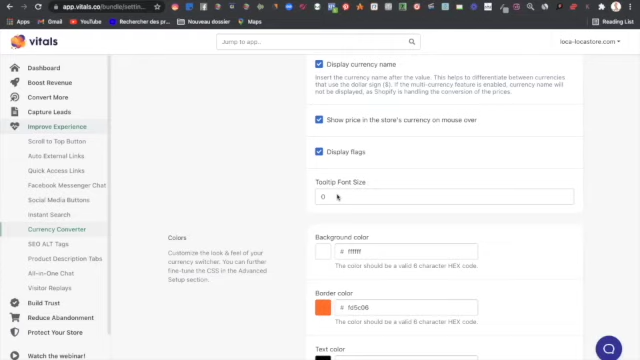 app.vitals.co/bundle/settin...
Apps
Gmail
YouTube
Rechercher des pr...
Nouveau dossier
Maps
Reading List
vitals
Jump to app...
loca-locastore.com
Dashboard
Boost Revenue
Convert More
Capture Leads
Improve Experience
Scroll to Top Button
Auto External Links
Quick Access Links
Facebook Messenger Chat
Social Media Buttons
Instant Search
Currency Converter
SEO ALT Tags
Product Description Tabs
All-in-One Chat
Visitor Replays
Build Trust
Reduce Abandonment
Protect Your Store
Watch the webinar!
Display currency name
Insert the currency name after the value. This helps to differentiate between currencies
that use the dollar sign ($). If the multi-currency feature is enabled, currency name will
not be displayed, as Shopify is handling the conversion of the prices.
Show price in the store's currency on mouse over
Display flags
Tooltip Font Size
0
Colors
Customize the look & feel of your
currency switcher. You can further
fine-tune the CSS in the Advanced
Setup section.
Background color
# ffffff
The color should be a valid 6 character HEX code.
Border color
# fd5c06
The color should be a valid 6 character HEX code.
Text color